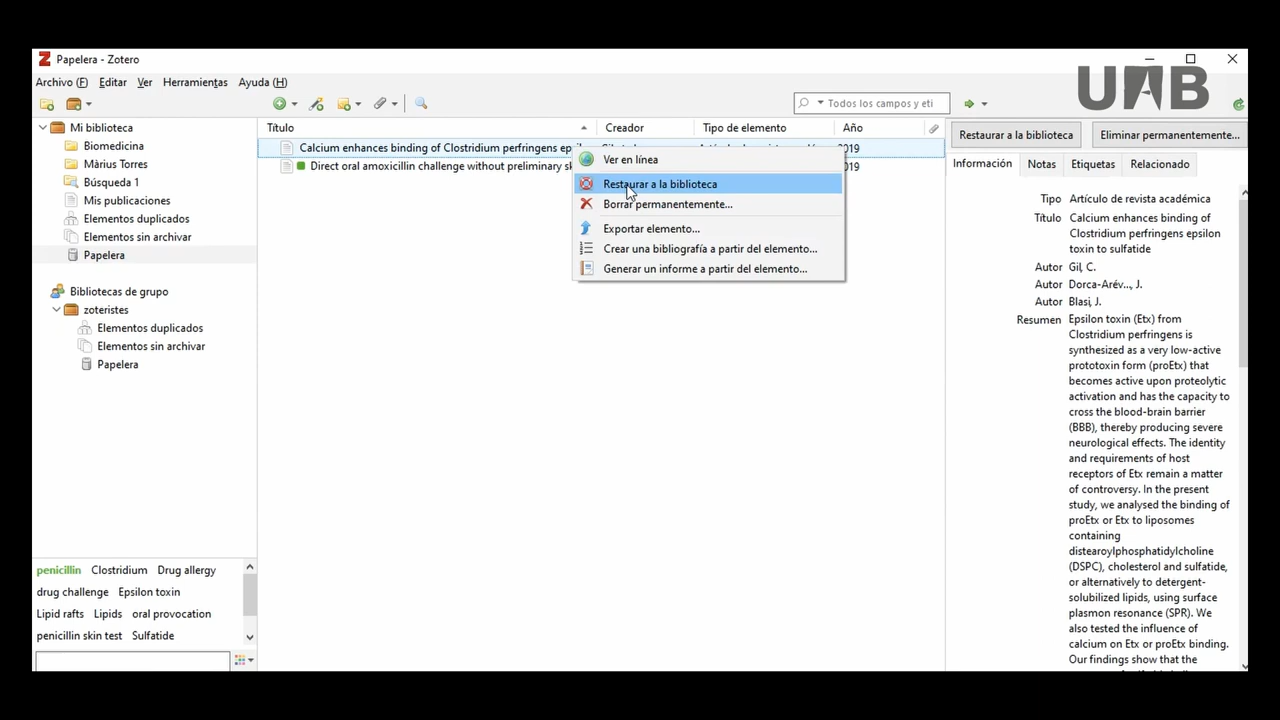 Papelera - Zotero
UAB
Archivo (F) Editar Ver Herramientas Ayuda (H)
Todos los campos y eti
Mi biblioteca
Biomedicina
Màrius Torres
Búsqueda 1
Mis publicaciones
Elementos duplicados
Elementos sin archivar
Papelera
Bibliotecas de grupo
zoteristes
Elementos duplicados
Elementos sin archivar
Papelera
penicillin Clostridium Drug allergy
drug challenge Epsilon toxin
Lipid rafts Lipids oral provocation
penicillin skin test Sulfatide
Título Creador Tipo de elemento Año
Calcium enhances binding of Clostridium perfringens 2019
Direct oral amoxicillin challenge without preliminary 2019
Ver en línea
Restaurar a la biblioteca
Borrar permanentemente...
Exportar elemento...
Crear una bibliografía a partir del elemento...
Generar un informe a partir del elemento...
Restaurar a la biblioteca Eliminar permanentemente...
Información Notas Etiquetas Relacionado
Tipo Artículo de revista académica
Título Calcium enhances binding of
Clostridium perfringens epsilon
toxin to sulfatide
Autor Gil, C.
Autor Dorca-Arév..., J.
Autor Blasi, J.
Resumen Epsilon toxin (Etx) from
Clostridium perfringens is
synthesized as a very low-active
prototoxin form (proEtx) that
becomes active upon proteolytic
activation and has the capacity to
cross the blood-brain barrier
(BBB), thereby producing severe
neurological effects. The identity
and requirements of host
receptors of Etx remain a matter
of controversy. In the present
study, we analysed the binding of
proEtx or Etx to liposomes
containing
distearoylphosphatidylcholine
(DSPC), cholesterol and sulfatide,
or alternatively to detergent-
solubilized lipids, using surface
plasmon resonance (SPR). We
also tested the influence of
calcium on Etx or proEtx binding.
Our findings show that the